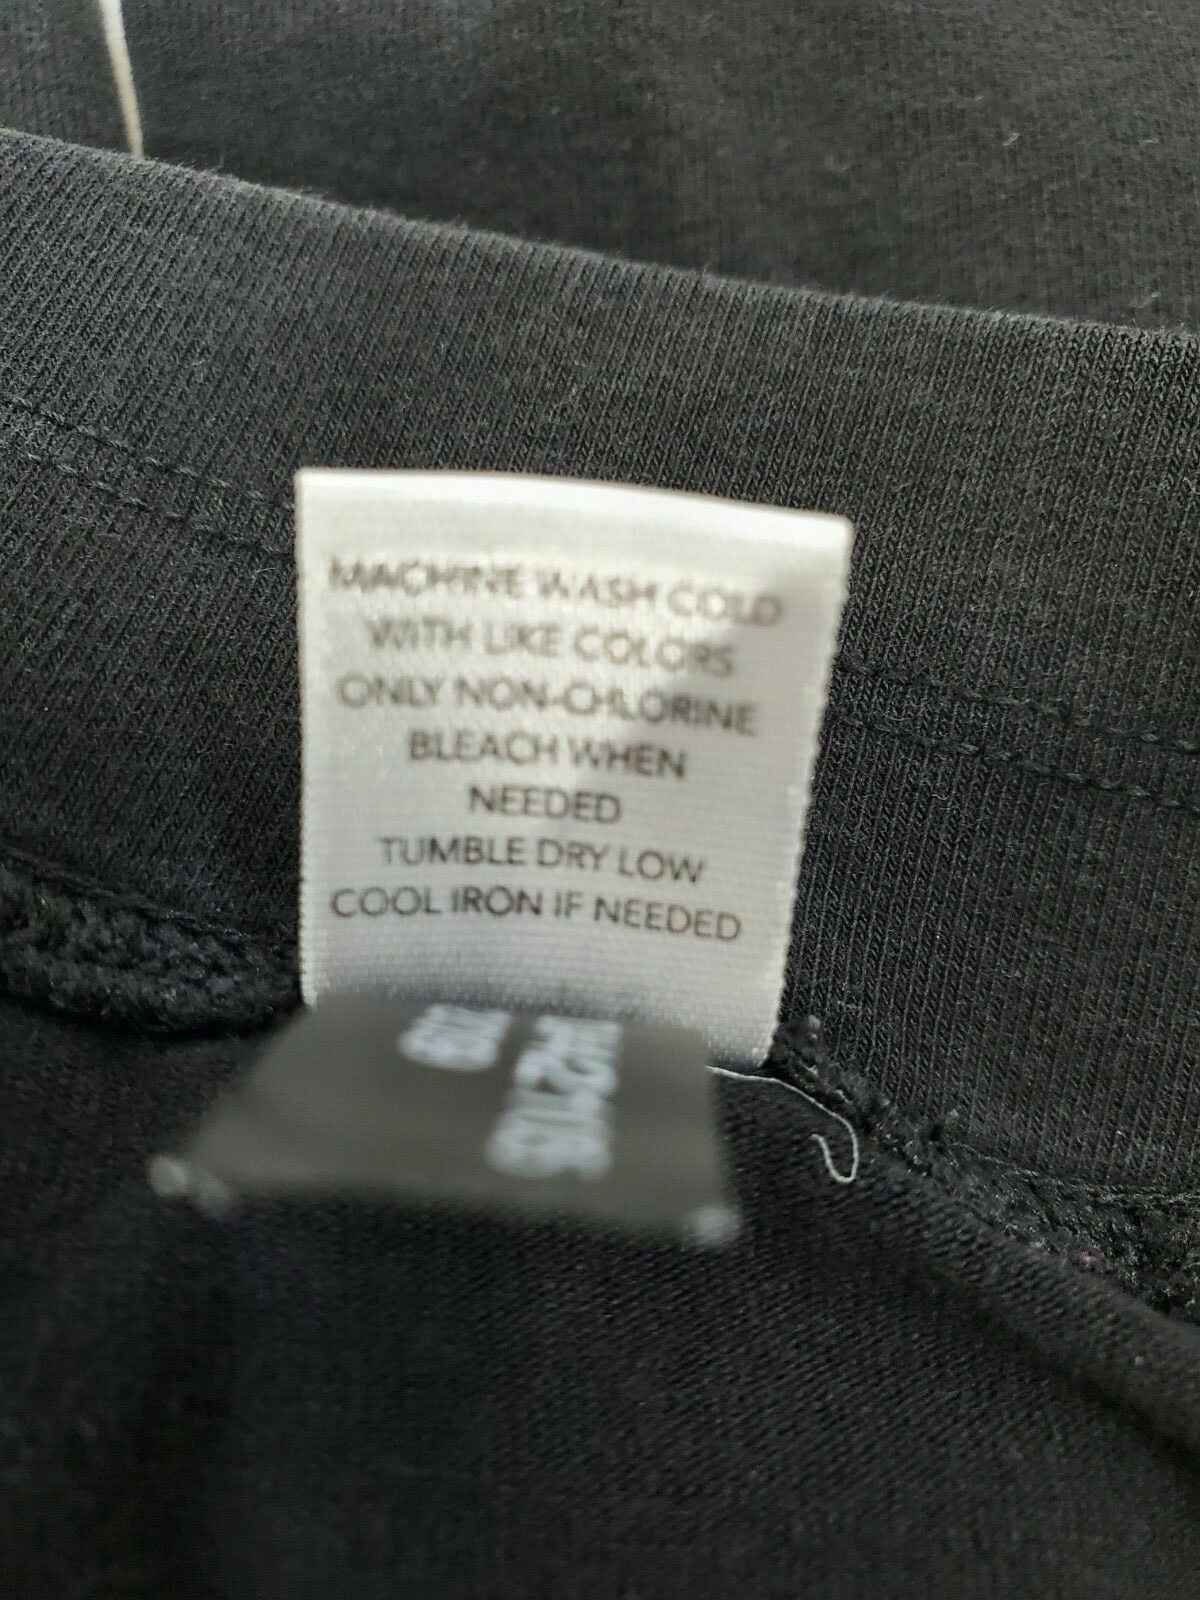 MACHINE WASH COLD
WITH LIKE COLORS
ONLY NON-CHLORINE
BLEACH WHEN
NEEDED
TUMBLE DRY LOW
COOL IRON IF NEEDED